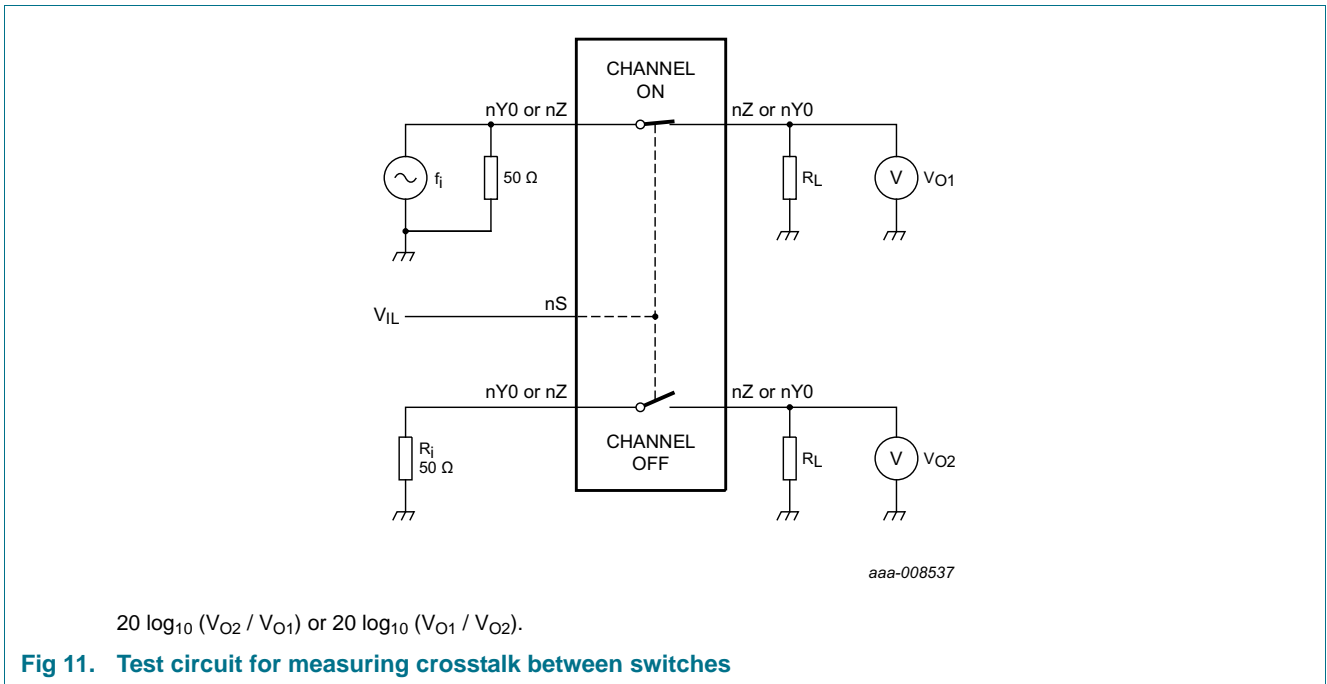 CHANNEL
ON
nY0 or nZ
nZ or nY0
fi
50 Ω
RL
V
VO1
VIL
nS
nY0 or nZ
nZ or nY0
Ri
50 Ω
CHANNEL
OFF
RL
V
VO2
aaa-008537
20 log10 (VO2 / VO1) or 20 log10 (VO1 / VO2).
Fig 11. Test circuit for measuring crosstalk between switches